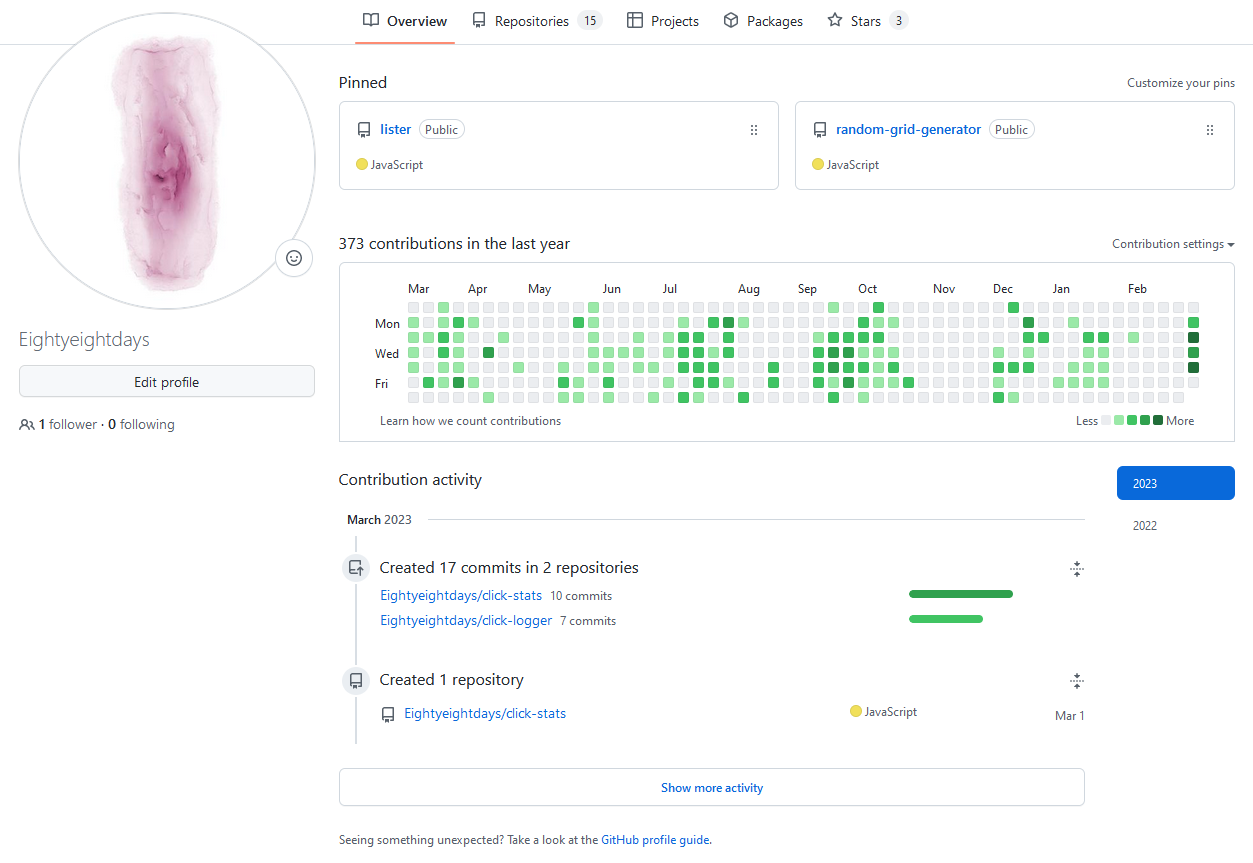 Overview Repositories 15 Projects Packages Stars 3
Pinned Customize your pins
lister Public
JavaScript
random-grid-generator Public
JavaScript
Eightyeightdays
Edit profile
1 follower · 0 following
373 contributions in the last year Contribution settings
Mar Apr May Jun Jul Aug Sep Oct Nov Dec Jan Feb
Mon
Wed
Fri
Learn how we count contributions Less More
Contribution activity
2023
2022
March 2023
Created 17 commits in 2 repositories
Eightyeightdays/click-stats 10 commits
Eightyeightdays/click-logger 7 commits
Created 1 repository
Eightyeightdays/click-stats JavaScript Mar 1
Show more activity
Seeing something unexpected? Take a look at the GitHub profile guide.